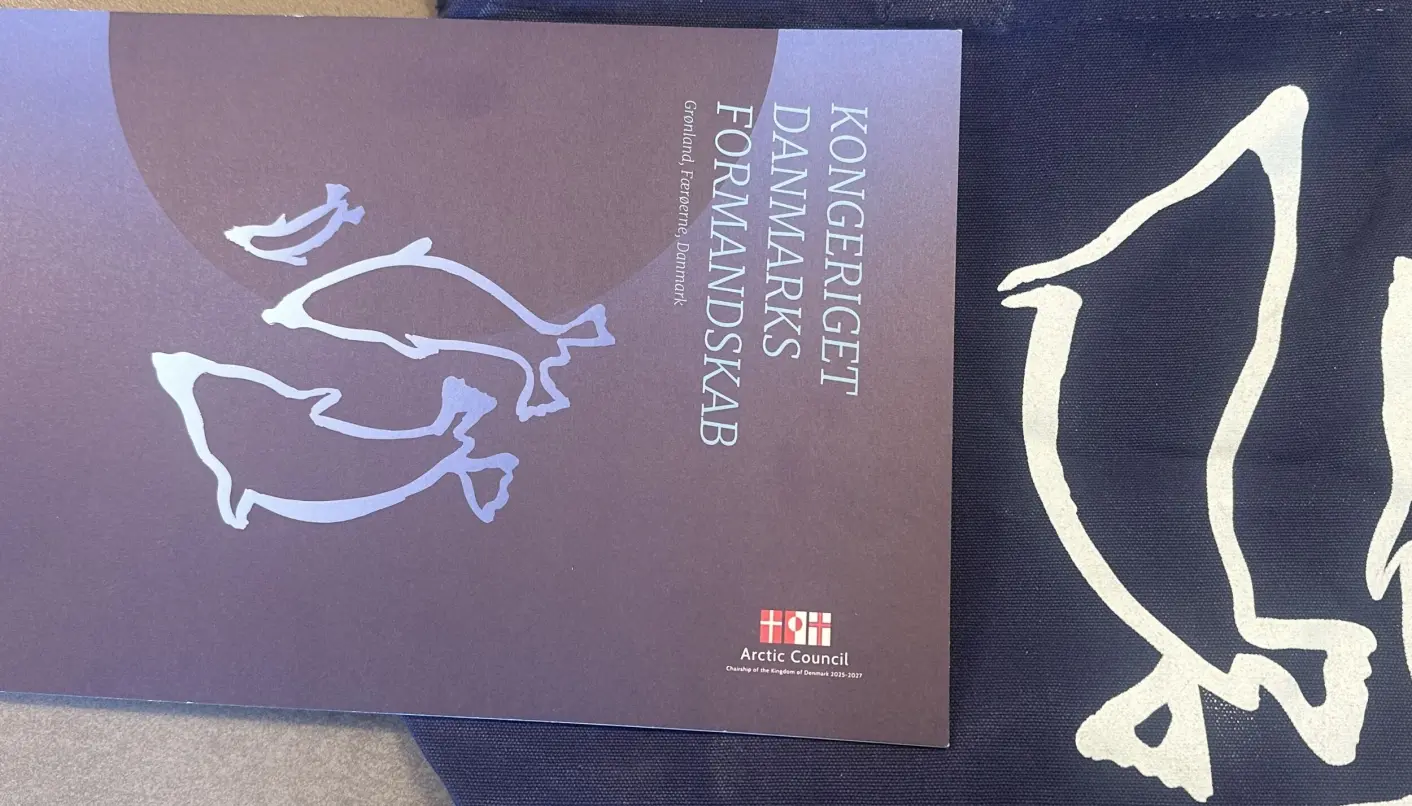 KONGERIGET
DANMARKS
FORMANDSKAB
Grønland, Færøerne, Danmark
Arctic Council
Chairship of the Kingdom of Denmark 2025-2027